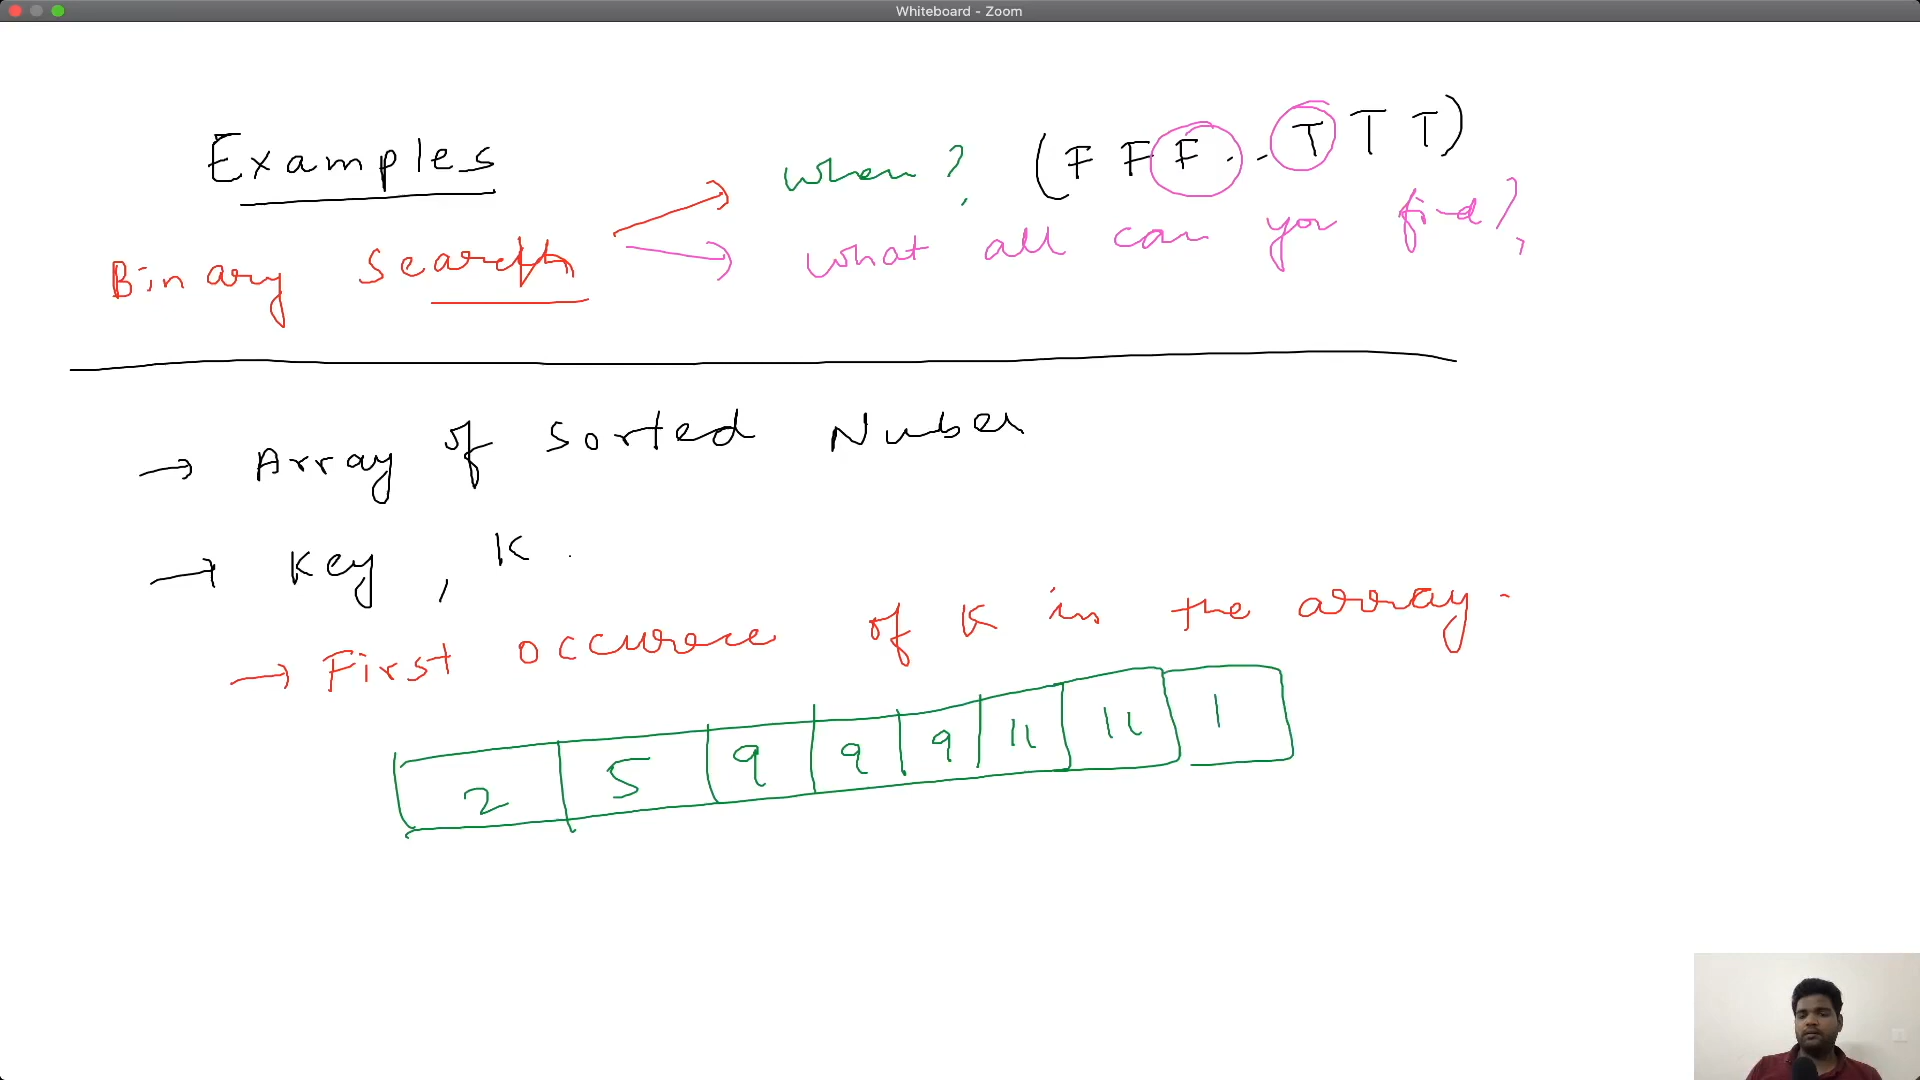 Whiteboard - Zoom
Examples
when? (F F F . . T T T)
Binary Search
what all can you find?
→ Array of Sorted Number
→ Key, K.
→ First occurece of K in the array.
2 5 9 9 9 11 11 1